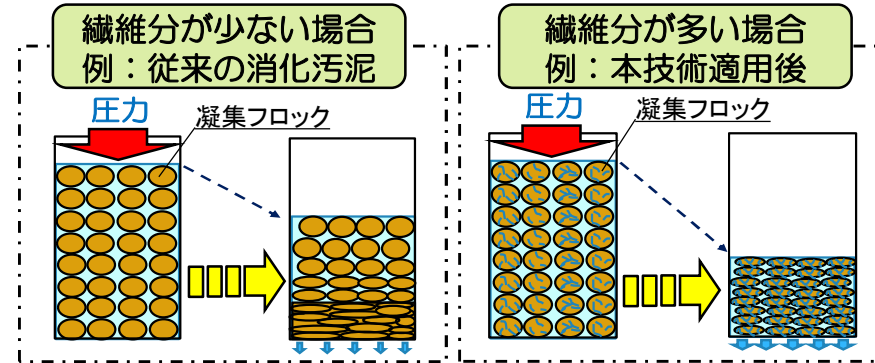 繊維分が少ない場合
例：従来の消化汚泥
圧力
凝集フロック
繊維分が多い場合
例：本技術適用後
圧力
凝集フロック